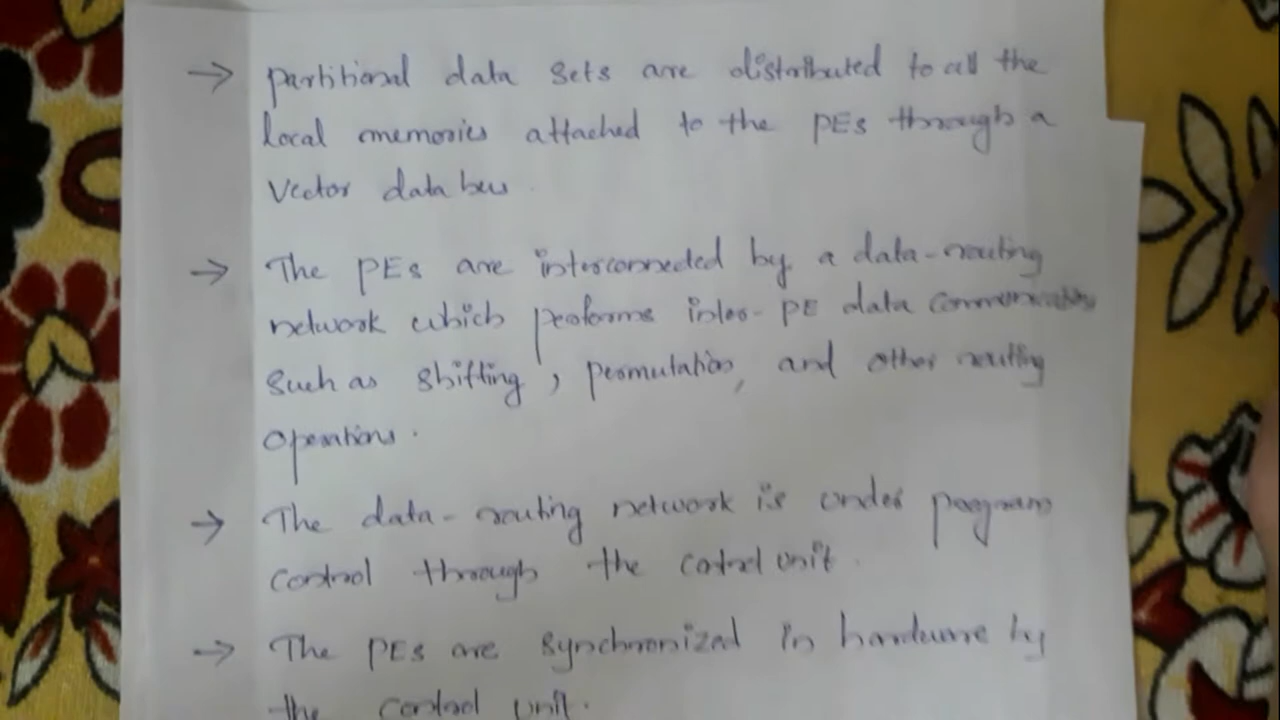 → partitional data sets are distributed to all the
local memories attached to the PEs through a
Vector data bus.
→ The PEs are interconneded by a data-routing
network which performs inter-PE data communication
such as shifting, permutation, and other routing
operations.
→ The data-routing network is under program
control through the control unit.
→ The PEs are synchronized in hardware by
the control unit.